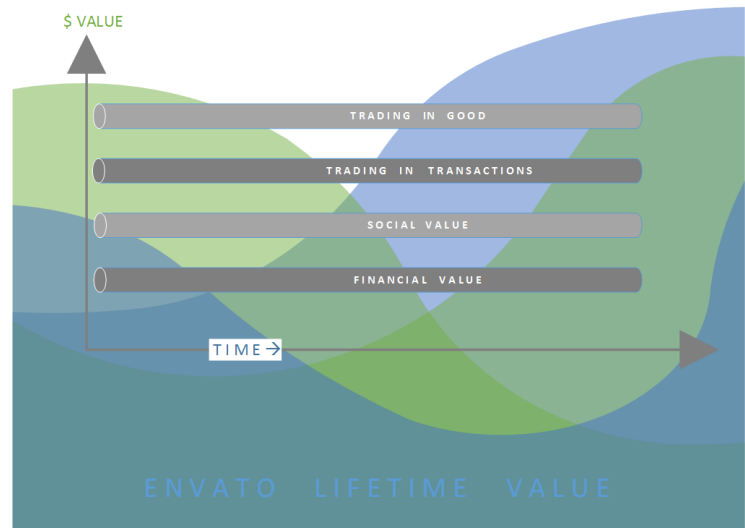 $ VALUE
TRADING IN GOOD
TRADING IN TRANSACTIONS
SOCIAL VALUE
FINANCIAL VALUE
TIME→
ENVATO LIFETIME VALUE